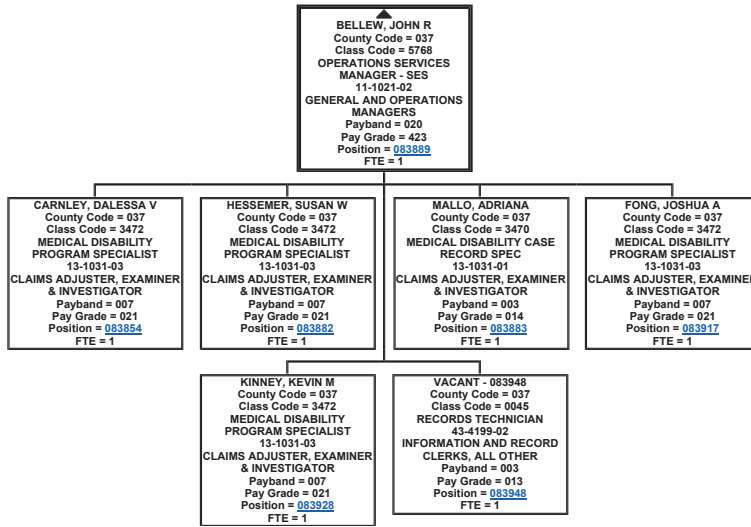 BELLEW, JOHN R
County Code = 037
Class Code = 5768
OPERATIONS SERVICES
MANAGER - SES
11-1021-02
GENERAL AND OPERATIONS
MANAGERS
Payband = 020
Pay Grade = 423
Position = 083889
FTE = 1
CARNLEY, DALESSA V
County Code = 037
Class Code = 3472
MEDICAL DISABILITY
PROGRAM SPECIALIST
13-1031-03
CLAIMS ADJUSTER, EXAMINER
& INVESTIGATOR
Payband = 007
Pay Grade = 021
Position = 083854
FTE = 1
HESSEMER, SUSAN W
County Code = 037
Class Code = 3472
MEDICAL DISABILITY
PROGRAM SPECIALIST
13-1031-03
CLAIMS ADJUSTER, EXAMINER
& INVESTIGATOR
Payband = 007
Pay Grade = 021
Position = 083882
FTE = 1
MALLO, ADRIANA
County Code = 037
Class Code = 3470
MEDICAL DISABILITY CASE
RECORD SPEC
13-1031-01
CLAIMS ADJUSTER, EXAMINER
& INVESTIGATOR
Payband = 003
Pay Grade = 014
Position = 083883
FTE = 1
FONG, JOSHUA A
County Code = 037
Class Code = 3472
MEDICAL DISABILITY
PROGRAM SPECIALIST
13-1031-03
CLAIMS ADJUSTER, EXAMINER
& INVESTIGATOR
Payband = 007
Pay Grade = 021
Position = 083917
FTE = 1
KINNEY, KEVIN M
County Code = 037
Class Code = 3472
MEDICAL DISABILITY
PROGRAM SPECIALIST
13-1031-03
CLAIMS ADJUSTER, EXAMINER
& INVESTIGATOR
Payband = 007
Pay Grade = 021
Position = 083928
FTE = 1
VACANT - 083948
County Code = 037
Class Code = 0045
RECORDS TECHNICIAN
43-4199-02
INFORMATION AND RECORD
CLERKS, ALL OTHER
Payband = 003
Pay Grade = 013
Position = 083948
FTE = 1